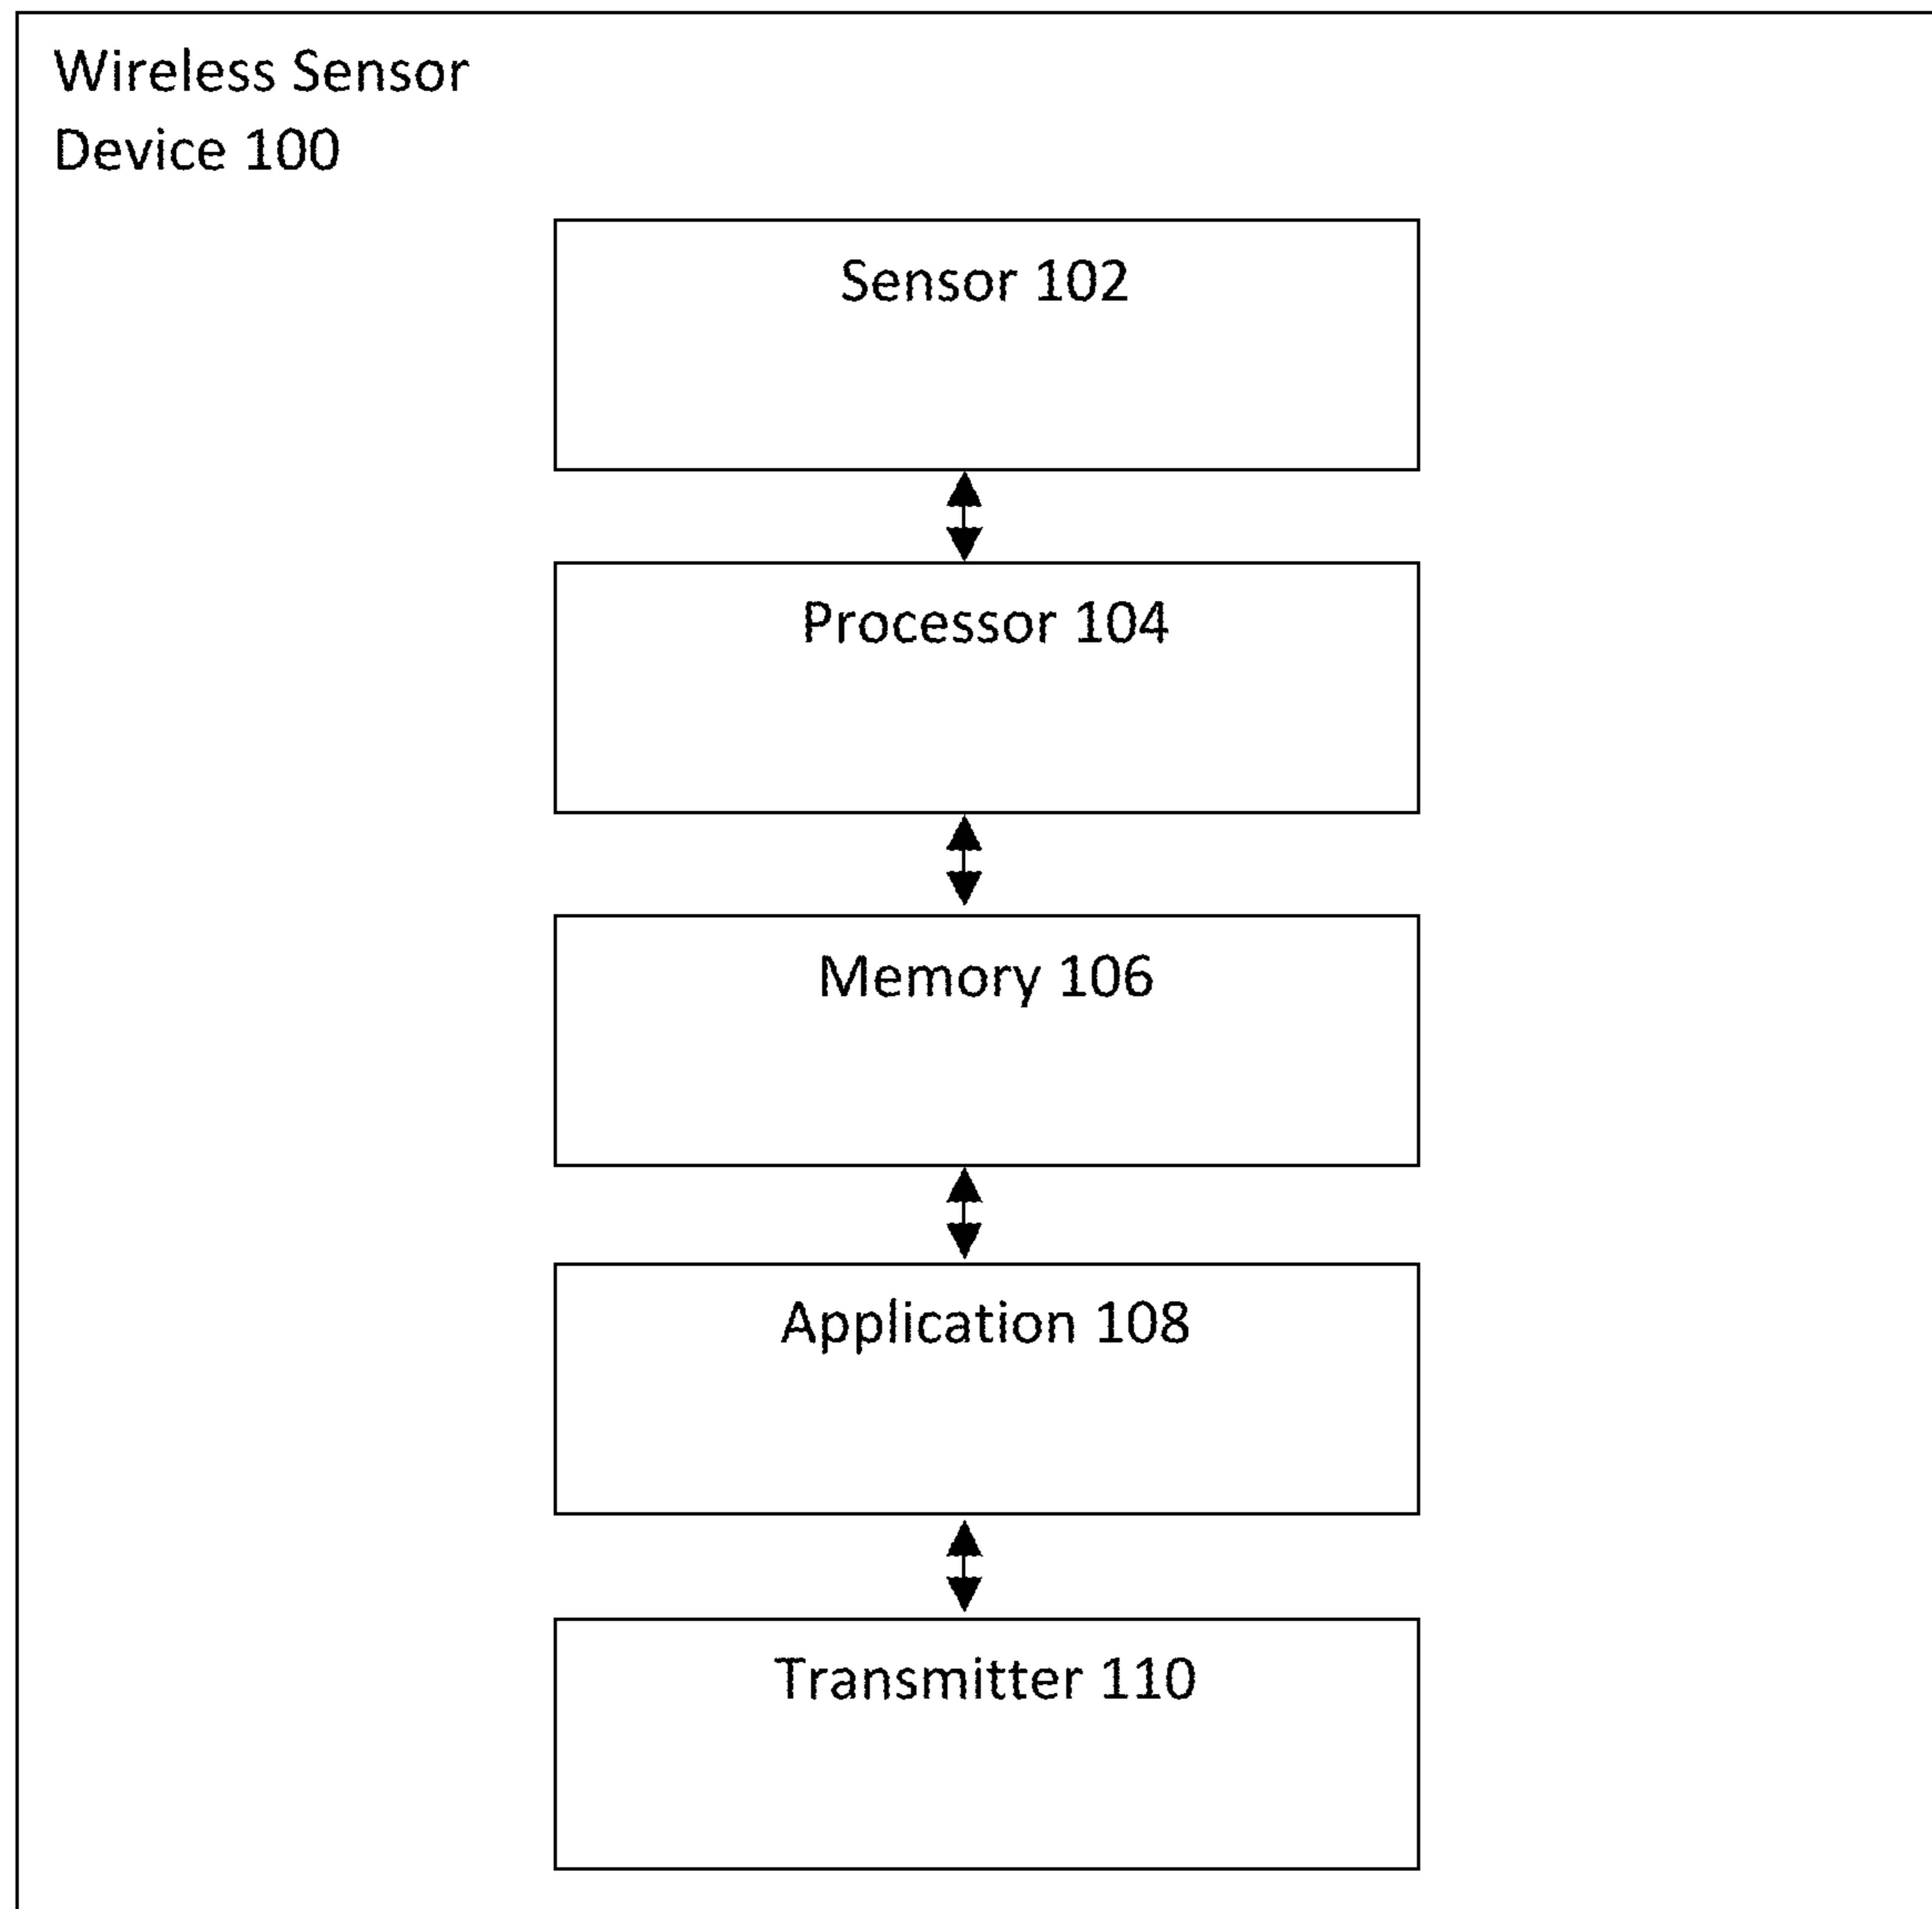 Wireless Sensor
Device 100
Sensor 102
Processor 104
Memory 106
Application 108
Transmitter 110